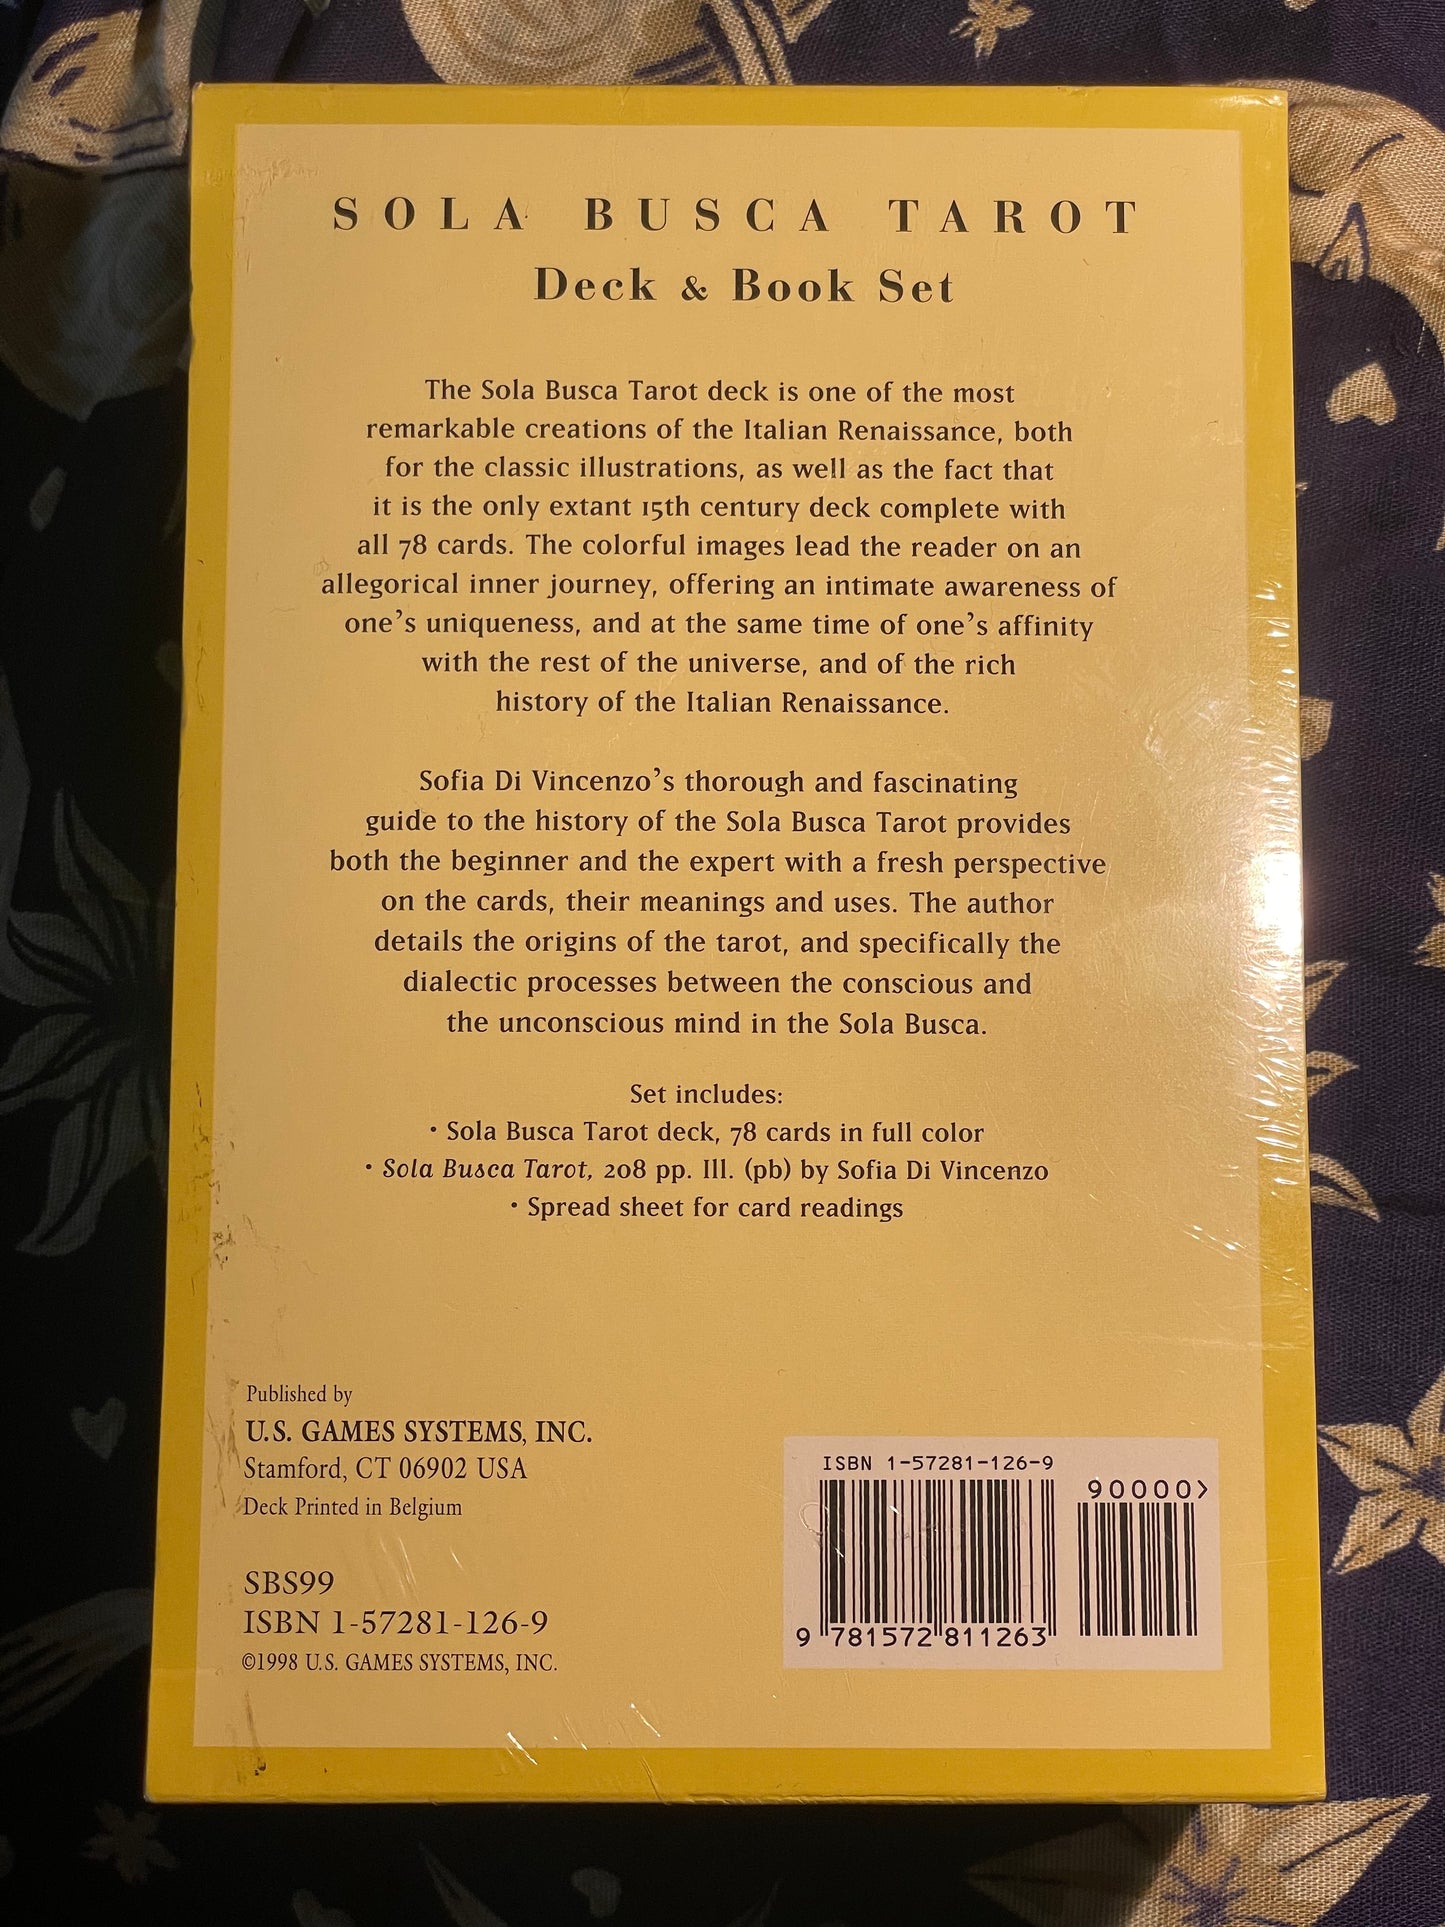 SOLA BUSCA TAROT
Deck & Book Set
The Sola Busca Tarot deck is one of the most
remarkable creations of the Italian Renaissance, both
for the classic illustrations, as well as the fact that
it is the only extant 15th century deck complete with
all 78 cards. The colorful images lead the reader on an
allegorical inner journey, offering an intimate awareness of
one's uniqueness, and at the same time of one's affinity
with the rest of the universe, and of the rich
history of the Italian Renaissance.
Sofia Di Vincenzo's thorough and fascinating
guide to the history of the Sola Busca Tarot provides
both the beginner and the expert with a fresh perspective
on the cards, their meanings and uses. The author
details the origins of the tarot, and specifically the
dialectic processes between the conscious and
the unconscious mind in the Sola Busca.
Set includes:
• Sola Busca Tarot deck, 78 cards in full color
• Sola Busca Tarot, 208 pp. Ill. (pb) by Sofia Di Vincenzo
• Spread sheet for card readings
Published by
U.S. GAMES SYSTEMS, INC.
Stamford, CT 06902 USA
Deck Printed in Belgium
SBS99
ISBN 1-57281-126-9
©1998 U.S. GAMES SYSTEMS, INC.
ISBN 1-57281-126-9
90000>
9 781572 811263